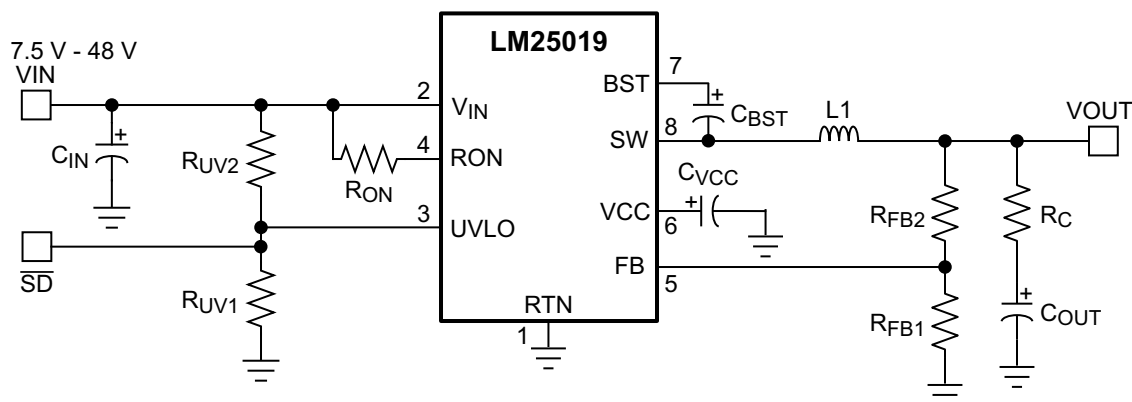 7.5 V - 48 V
VIN
LM25019
7
BST
2
VIN
CBST
L1
VOUT
8
SW
CIN
RUV2
4
RON
RON
CVCC
3
UVLO
VCC
6
RFB2
RC
SD
FB
5
RUV1
RTN
1
RFB1
COUT
+
+
+
+